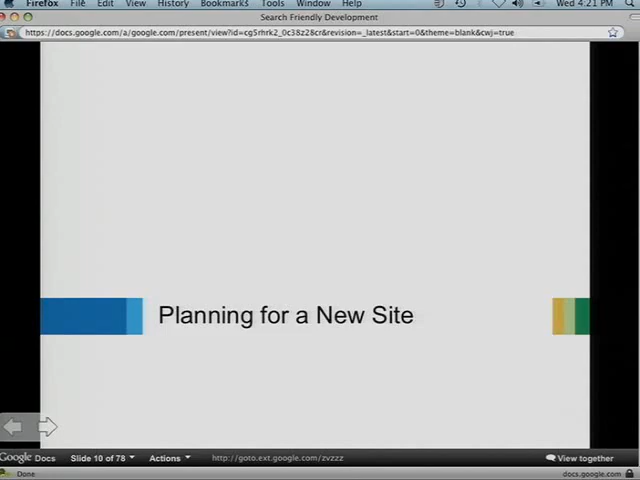 Firefox File Edit View History Bookmarks Tools Window Help Wed 4:21 PM
Search Friendly Development
https://docs.google.com/a/google.com/present/view?id=cg5rhrk2_0c38z28cr&revision=_latest&start=0&theme=blank&cwj=true
Planning for a New Site
Google Docs Slide 10 of 78 Actions http://goto.ext.google.com/zvzzz View together
Done docs.google.com